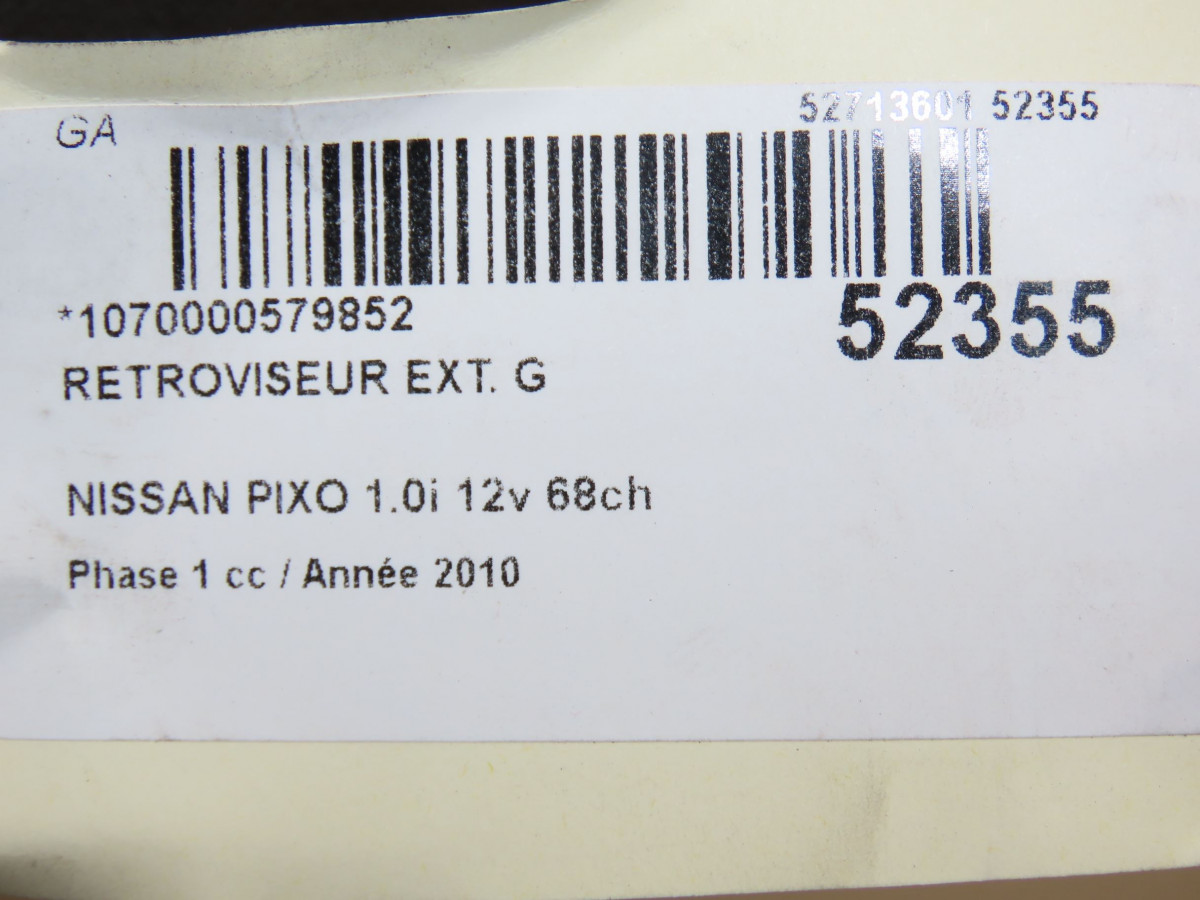 GA
52713601 52355
*1070000579852
52355
RETROVISEUR EXT. G
NISSAN PIXO 1.0i 12v 68ch
Phase 1 cc / Année 2010